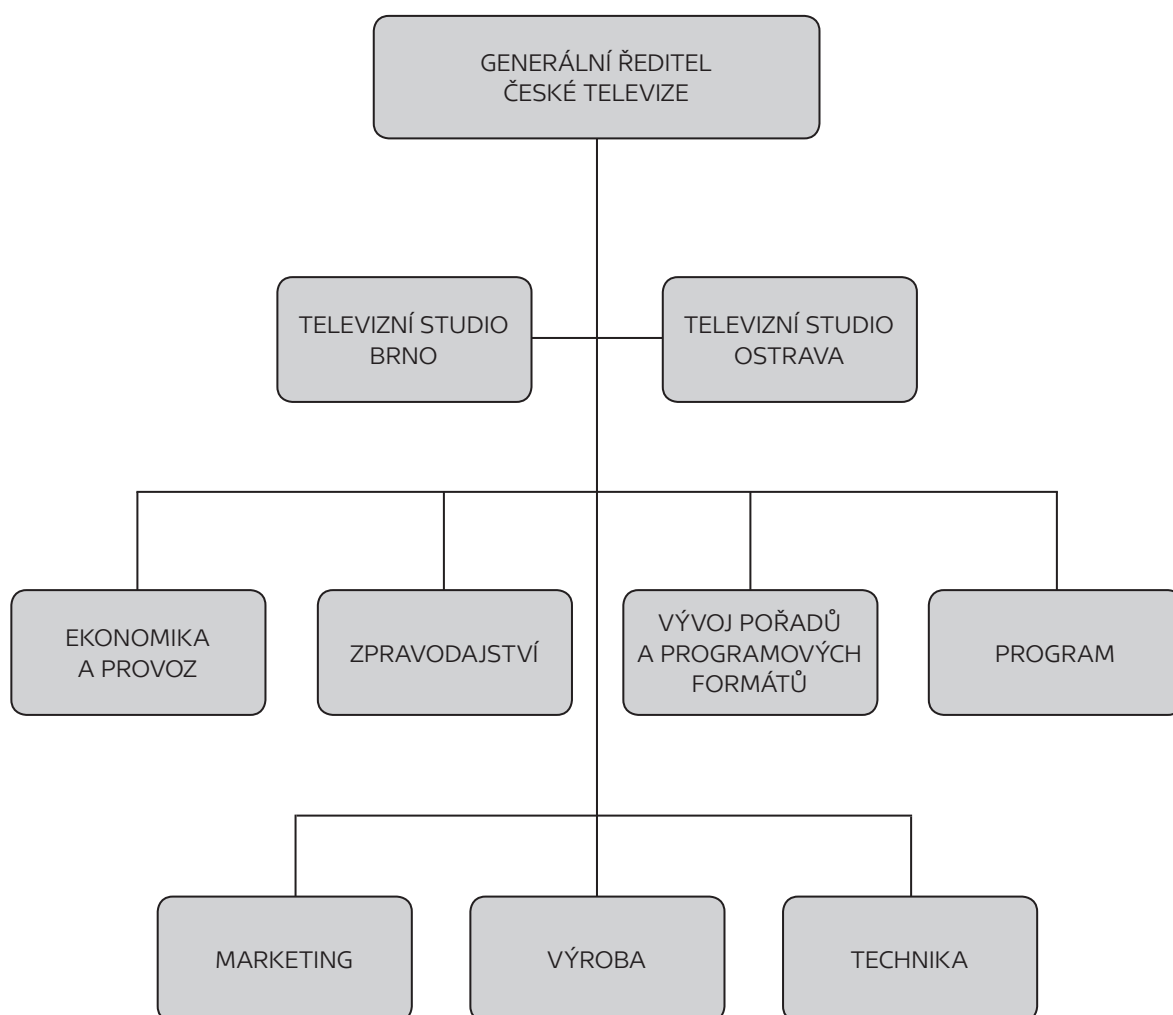 GENERÁLNÍ ŘEDITEL
ČESKÉ TELEVIZE
TELEVIZNÍ STUDIO
BRNO
TELEVIZNÍ STUDIO
OSTRAVA
EKONOMIKA
A PROVOZ
ZPRAVODAJSTVÍ
VÝVOJ POŘADŮ
A PROGRAMOVÝCH
FORMÁTŮ
PROGRAM
MARKETING
VÝROBA
TECHNIKA